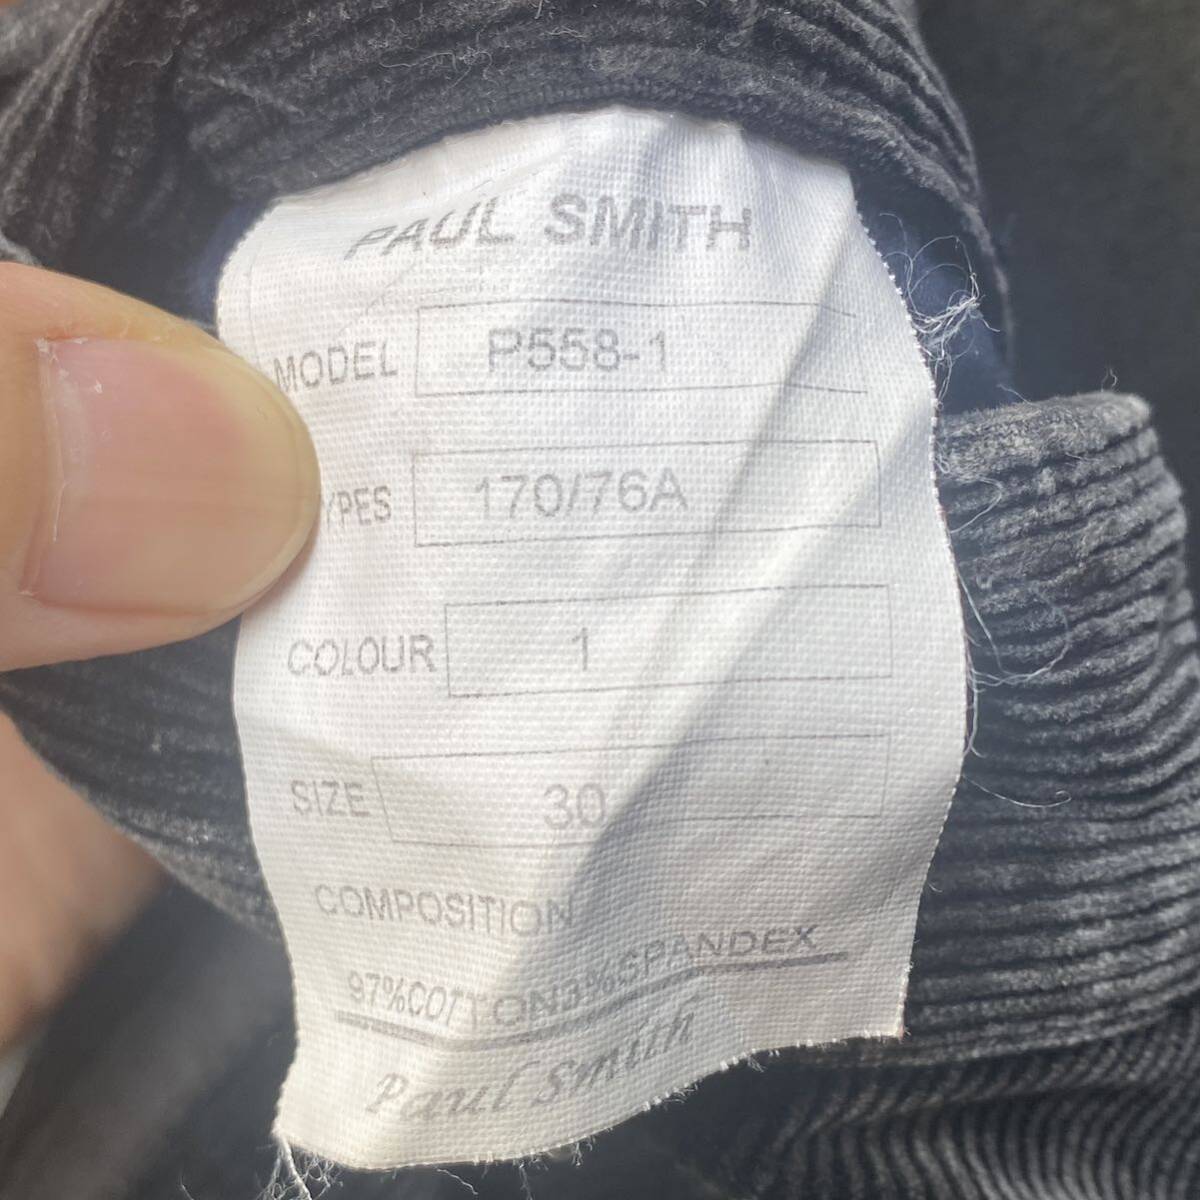 PAUL SMITH
MODEL P558-1
YPES 170/76A
COLOUR 1
SIZE 30
COMPOSITION
97%COTTON3%SPANDEX
Paul Smith